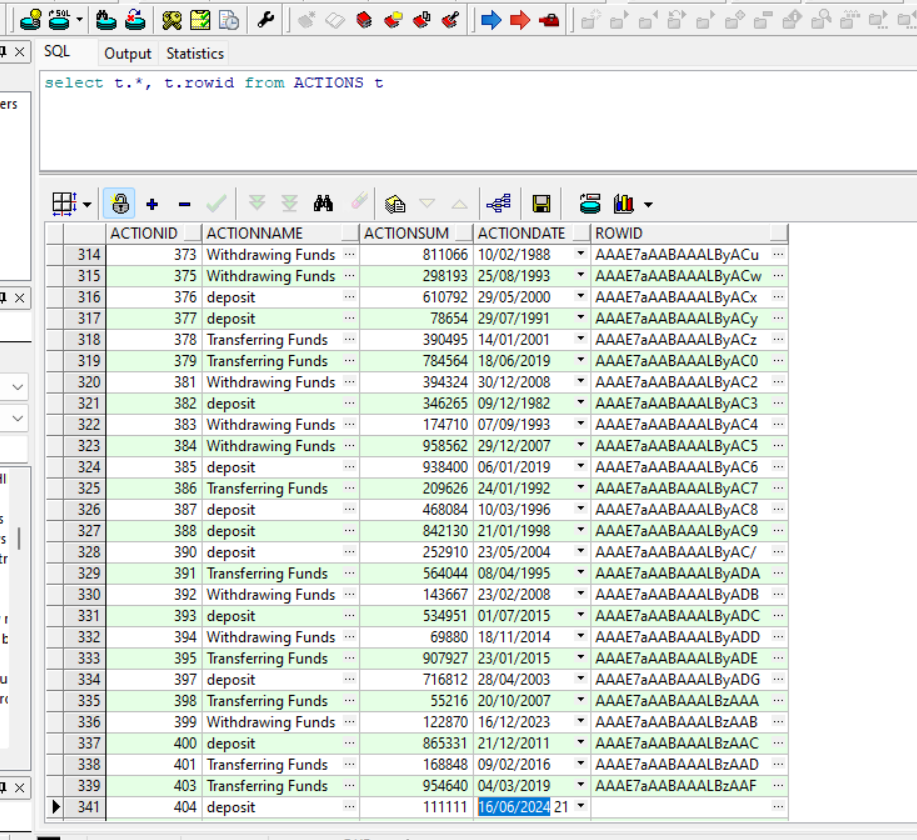 SQL Output Statistics
ers
select t.*, t.rowid from ACTIONS t
ACTIONID ACTIONNAME ACTIONSUM ACTIONDATE ROWID
314 373 Withdrawing Funds 811066 10/02/1988 AAAE7aAABAAALByACu
315 375 Withdrawing Funds 298193 25/08/1993 AAAE7aAABAAALByACw
316 376 deposit 610792 29/05/2000 AAAE7aAABAAALByACx
317 377 deposit 78654 29/07/1991 AAAE7aAABAAALByACy
318 378 Transferring Funds 390495 14/01/2001 AAAE7aAABAAALByACz
319 379 Transferring Funds 784564 18/06/2019 AAAE7aAABAAALByAC0
320 381 Withdrawing Funds 394324 30/12/2008 AAAE7aAABAAALByAC2
321 382 deposit 346265 09/12/1982 AAAE7aAABAAALByAC3
322 383 Withdrawing Funds 174710 07/09/1993 AAAE7aAABAAALByAC4
323 384 Withdrawing Funds 958562 29/12/2007 AAAE7aAABAAALByAC5
324 385 deposit 938400 06/01/2019 AAAE7aAABAAALByAC6
325 386 Transferring Funds 209626 24/01/1992 AAAE7aAABAAALByAC7
326 387 deposit 468084 10/03/1996 AAAE7aAABAAALByAC8
327 388 deposit 842130 21/01/1998 AAAE7aAABAAALByAC9
328 390 deposit 252910 23/05/2004 AAAE7aAABAAALByAC/
329 391 Transferring Funds 564044 08/04/1995 AAAE7aAABAAALByADA
330 392 Withdrawing Funds 143667 23/02/2008 AAAE7aAABAAALByADB
331 393 deposit 534951 01/07/2015 AAAE7aAABAAALByADC
332 394 Withdrawing Funds 69880 18/11/2014 AAAE7aAABAAALByADD
333 395 Transferring Funds 907927 23/01/2015 AAAE7aAABAAALByADE
334 397 deposit 716812 28/04/2003 AAAE7aAABAAALByADG
335 398 Transferring Funds 55216 20/10/2007 AAAE7aAABAAALBzAAA
336 399 Withdrawing Funds 122870 16/12/2023 AAAE7aAABAAALBzAAB
337 400 deposit 865331 21/12/2011 AAAE7aAABAAALBzAAC
338 401 Transferring Funds 168848 09/02/2016 AAAE7aAABAAALBzAAD
339 403 Transferring Funds 954640 04/03/2019 AAAE7aAABAAALBzAAF
341 404 deposit 111111 16/06/2024 21